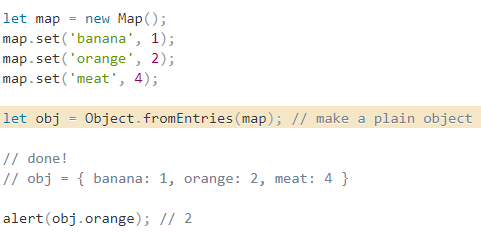 let map = new Map();
map.set('banana', 1);
map.set('orange', 2);
map.set('meat', 4);
let obj = Object.fromEntries(map); // make a plain object
// done!
// obj = { banana: 1, orange: 2, meat: 4 }
alert(obj.orange); // 2